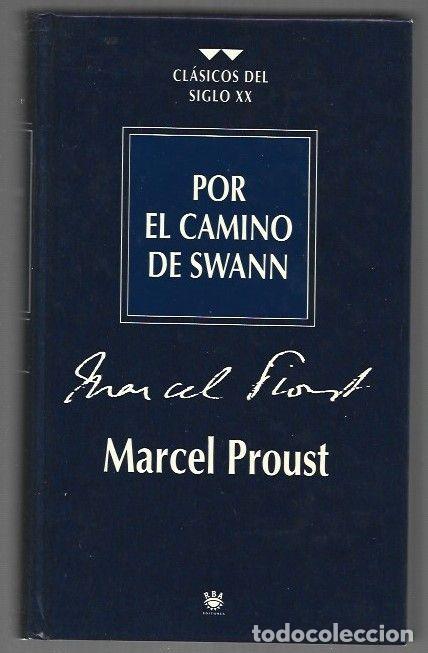 CLÁSICOS DEL
SIGLO XX
POR
EL CAMINO
DE SWANN
Marcel Proust
Marcel Proust
RBA
EDITORES
todocoleccion